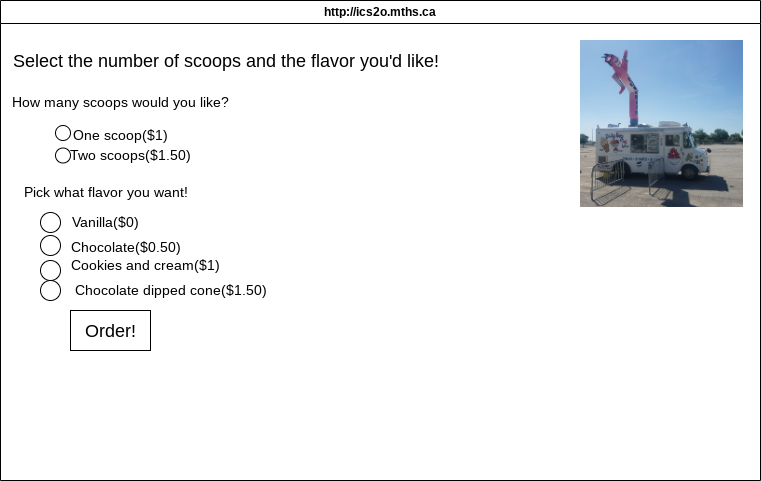 http://ics2o.mths.ca
Select the number of scoops and the flavor you'd like!
How many scoops would you like?
One scoop($1)
Two scoops($1.50)
Pick what flavor you want!
Vanilla($0)
Chocolate($0.50)
Cookies and cream($1)
Chocolate dipped cone($1.50)
Order!